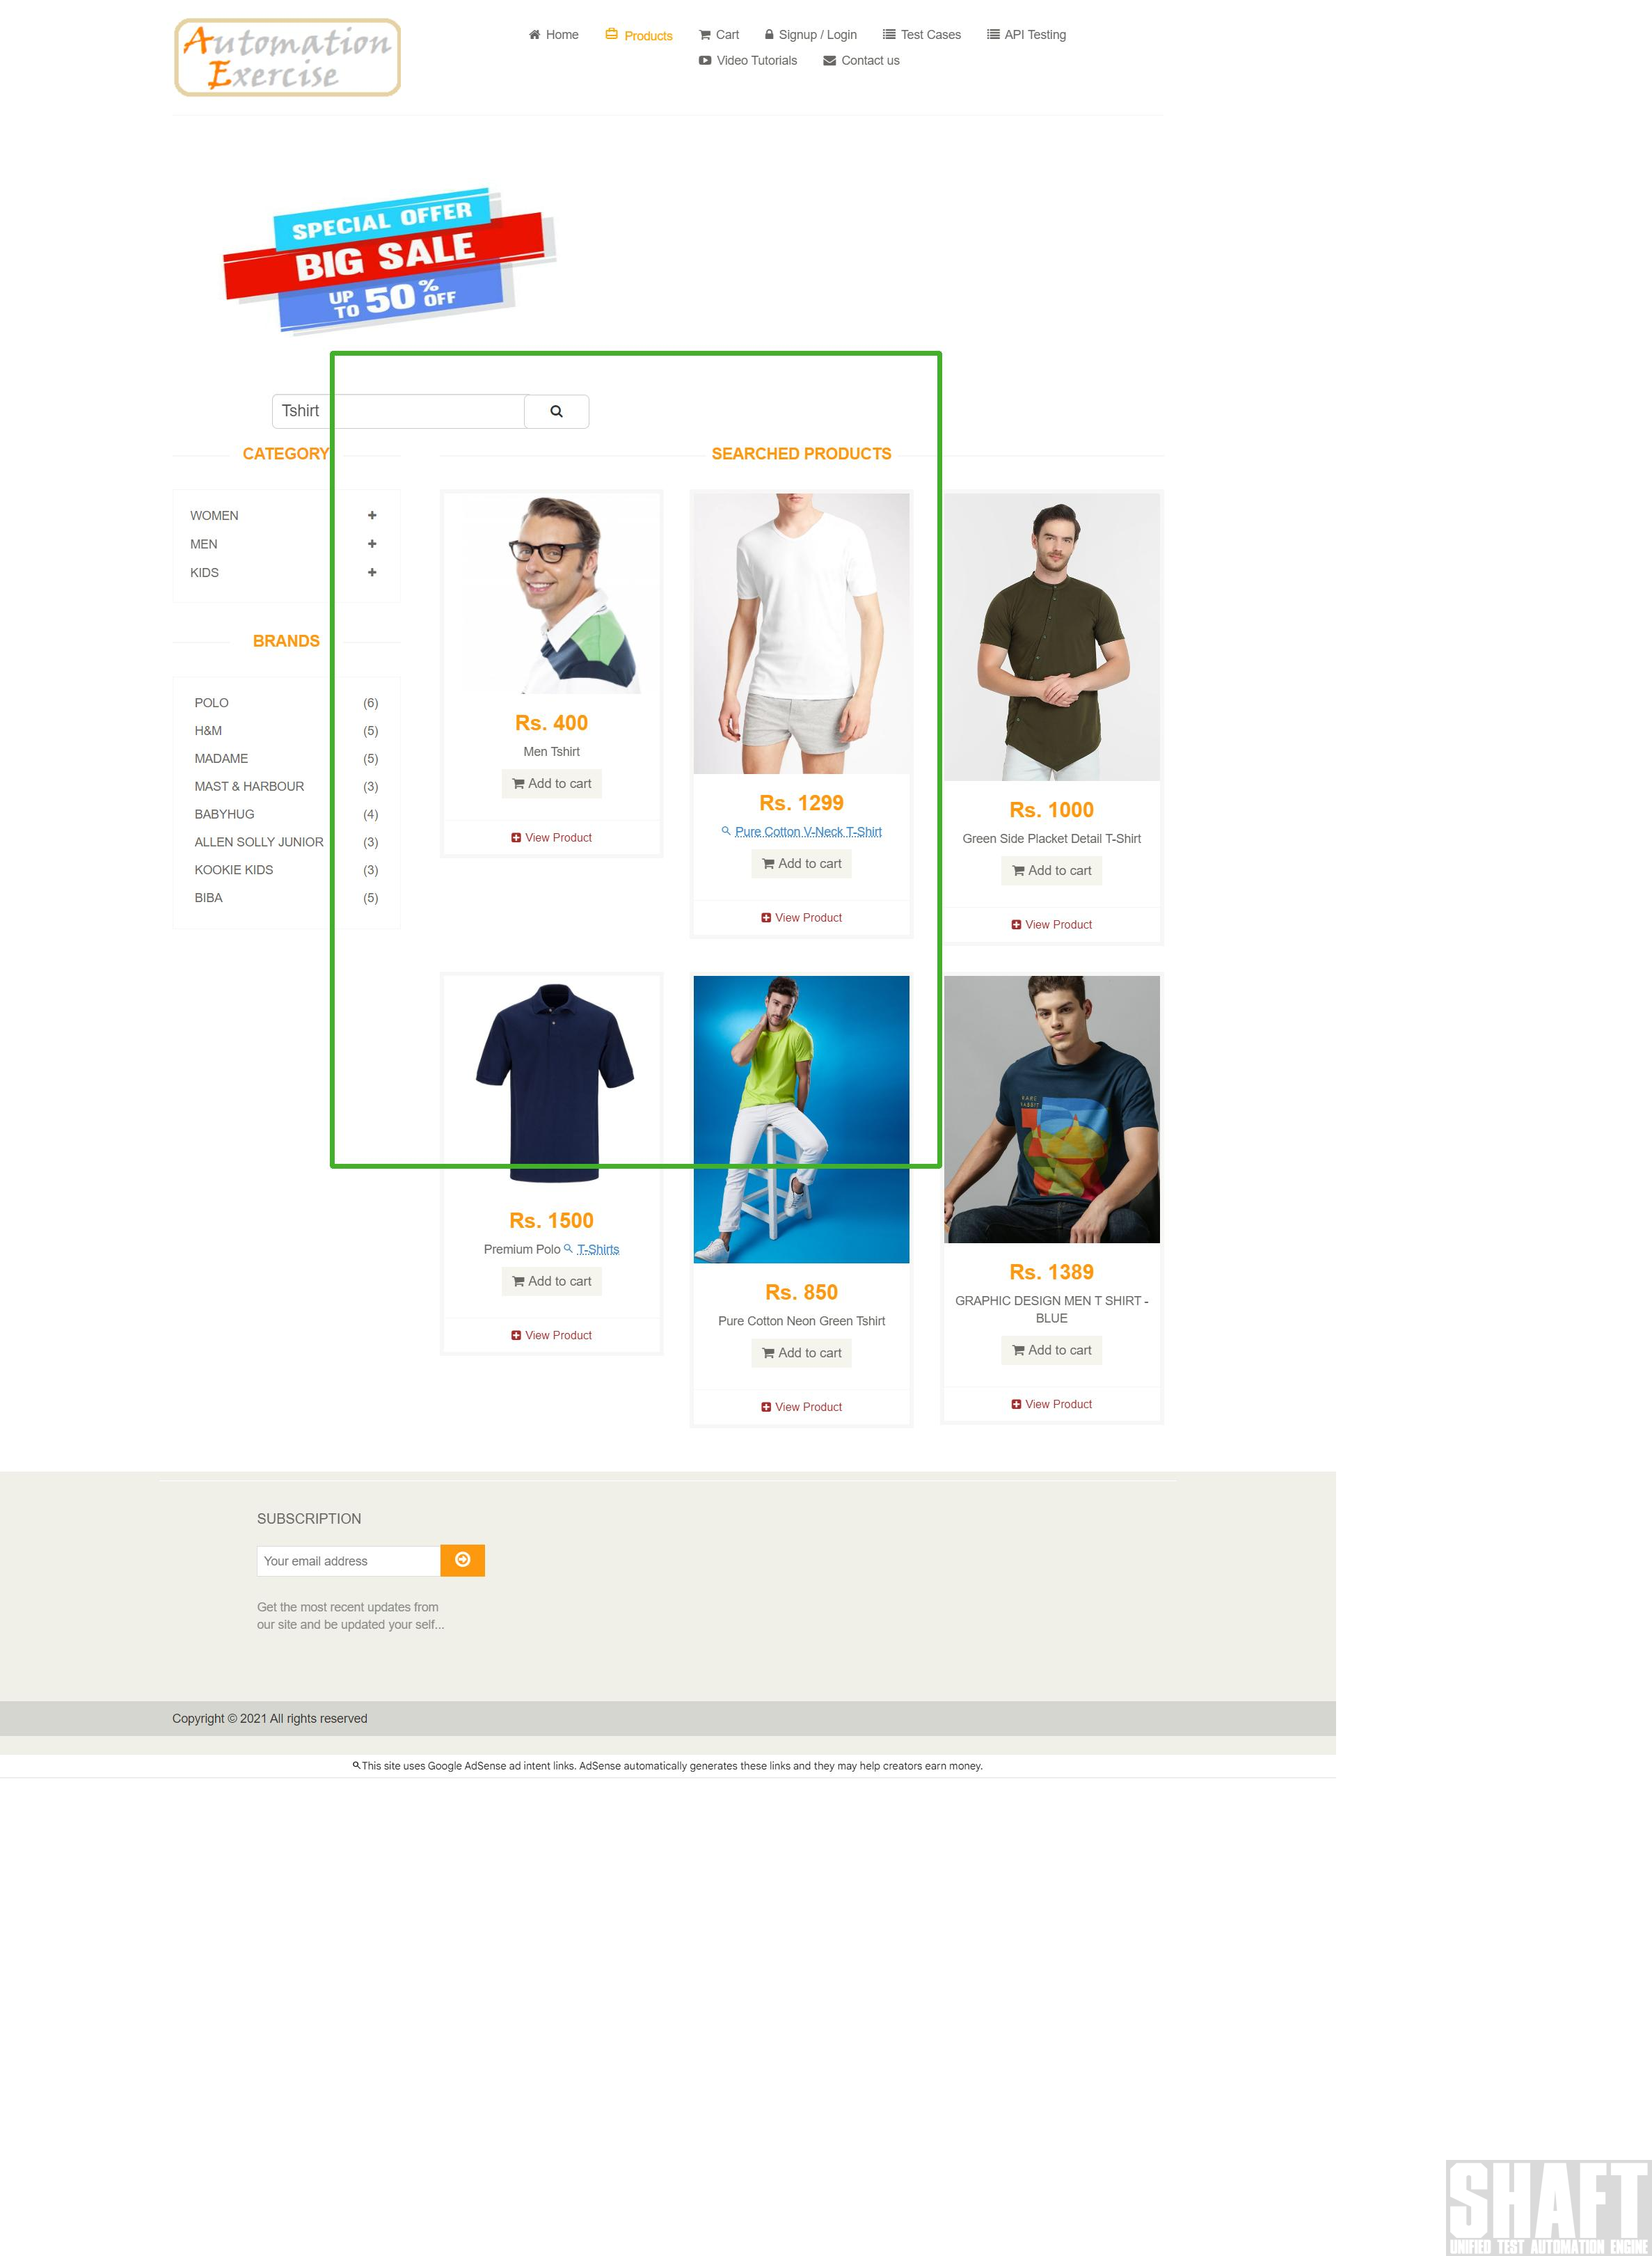 Automation
Exercise
Home Products Cart Signup / Login Test Cases API Testing
Video Tutorials Contact us
SPECIAL OFFER
BIG SALE
UP TO 50% OFF
Tshirt
CATEGORY
WOMEN
MEN
KIDS
BRANDS
POLO (6)
H&M (5)
MADAME (5)
MAST & HARBOUR (3)
BABYHUG (4)
ALLEN SOLLY JUNIOR (3)
KOOKIE KIDS (3)
BIBA (5)
SEARCHED PRODUCTS
Rs. 400
Men Tshirt
Add to cart
View Product
Rs. 1299
Pure Cotton V-Neck T-Shirt
Add to cart
View Product
Rs. 1000
Green Side Placket Detail T-Shirt
Add to cart
View Product
Rs. 1500
Premium Polo T-Shirts
Add to cart
View Product
Rs. 850
Pure Cotton Neon Green Tshirt
Add to cart
View Product
RARE
RABBIT
Rs. 1389
GRAPHIC DESIGN MEN T SHIRT -
BLUE
Add to cart
View Product
SUBSCRIPTION
Your email address
Get the most recent updates from
our site and be updated your self...
Copyright © 2021 All rights reserved
This site uses Google AdSense ad intent links. AdSense automatically generates these links and they may help creators earn money.
SHAFT
UNIFIED TEST AUTOMATION ENGINE